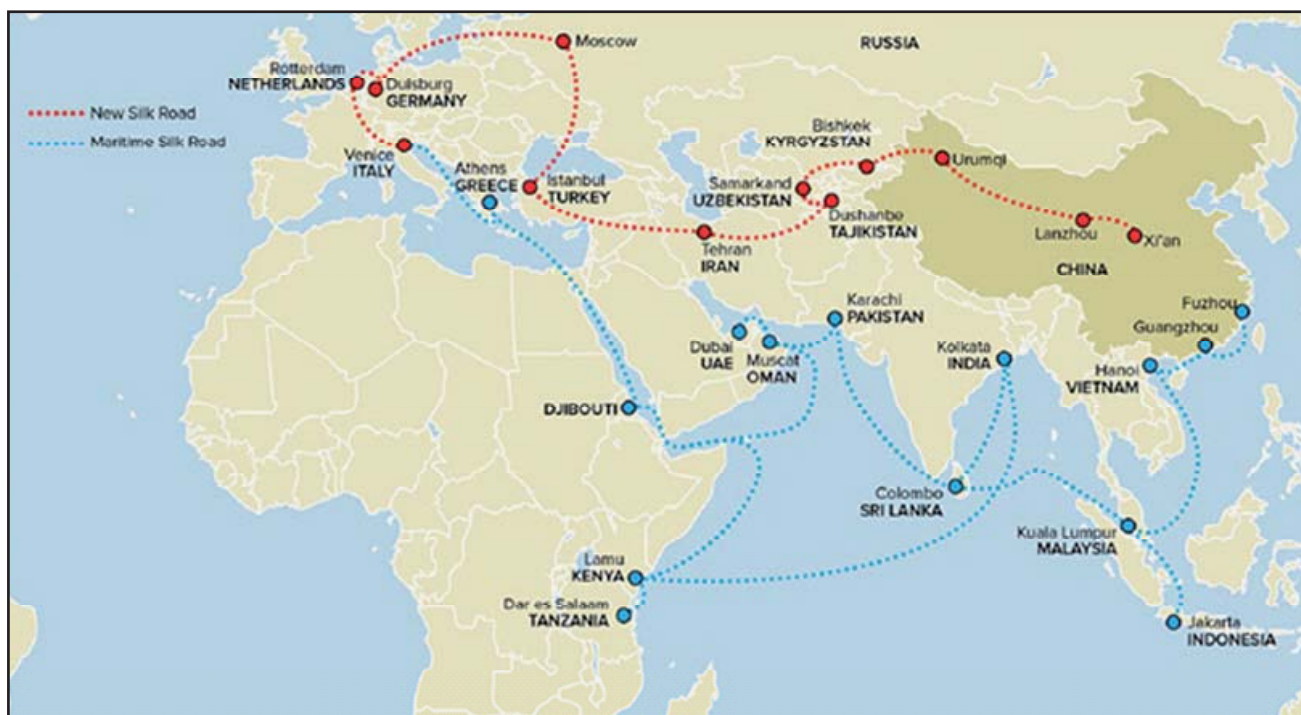 Moscow
RUSSIA
Rotterdam
NETHERLANDS
Duisburg
GERMANY
New Silk Road
Maritime Silk Road
Bishkek
KYRGYZSTAN
Urumqi
Venice
ITALY
Athens
GREECE
Istanbul
TURKEY
Samarkand
UZBEKISTAN
Dushanbe
TAJIKISTAN
Lanzhou
Xi'an
Tehran
IRAN
CHINA
Karachi
PAKISTAN
Fuzhou
Guangzhou
Dubai
UAE
Muscat
OMAN
Kolkata
INDIA
Hanoi
VIETNAM
DJIBOUTI
Colombo
SRI LANKA
Kuala Lumpur
MALAYSIA
Lamu
KENYA
Dar es Salaam
TANZANIA
Jakarta
INDONESIA